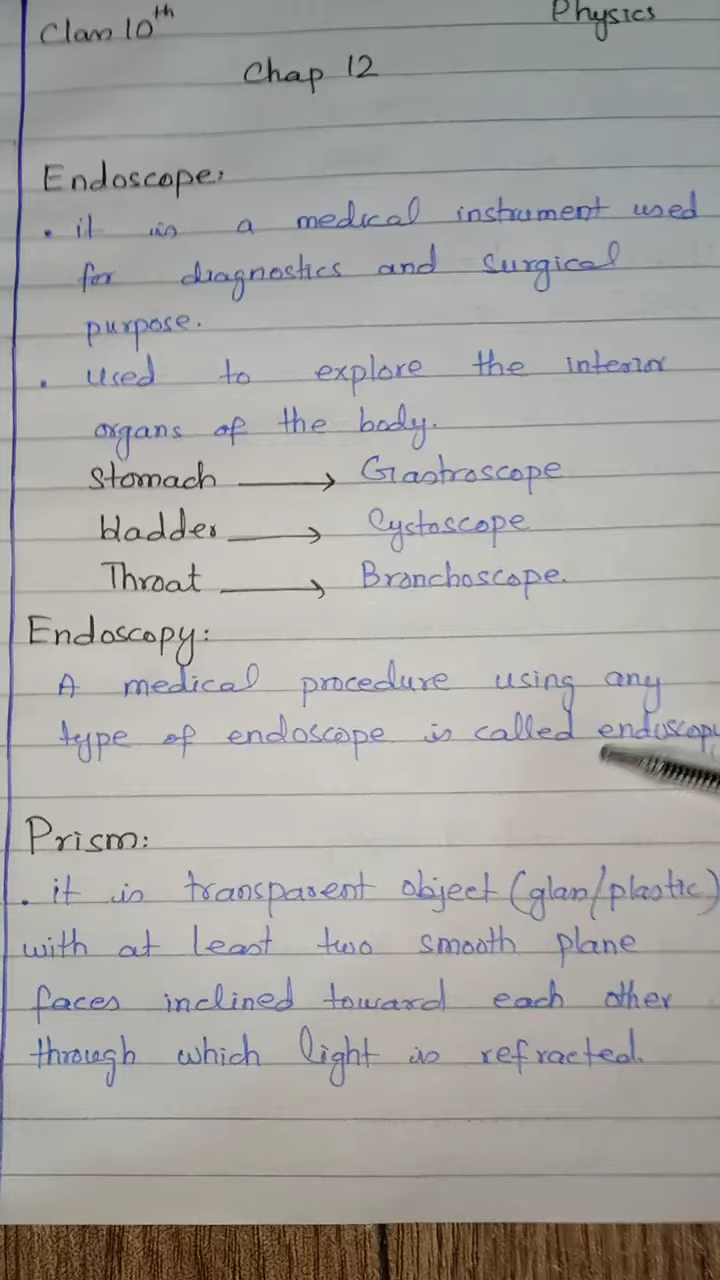 Class 10th Physics
Chap 12
Endoscope:
• it is a medical instrument used
for diagnostics and surgical
purpose.
• used to explore the interior
organs of the body.
Stomach → Gastroscope
bladder → Cystoscope
Throat → Bronchoscope.
Endoscopy:
A medical procedure using any
type of endoscope is called endoscopy
Prism:
• it is transparent object (glass/plastic)
with at least two smooth plane
faces inclined toward each other
through which light is refracted.